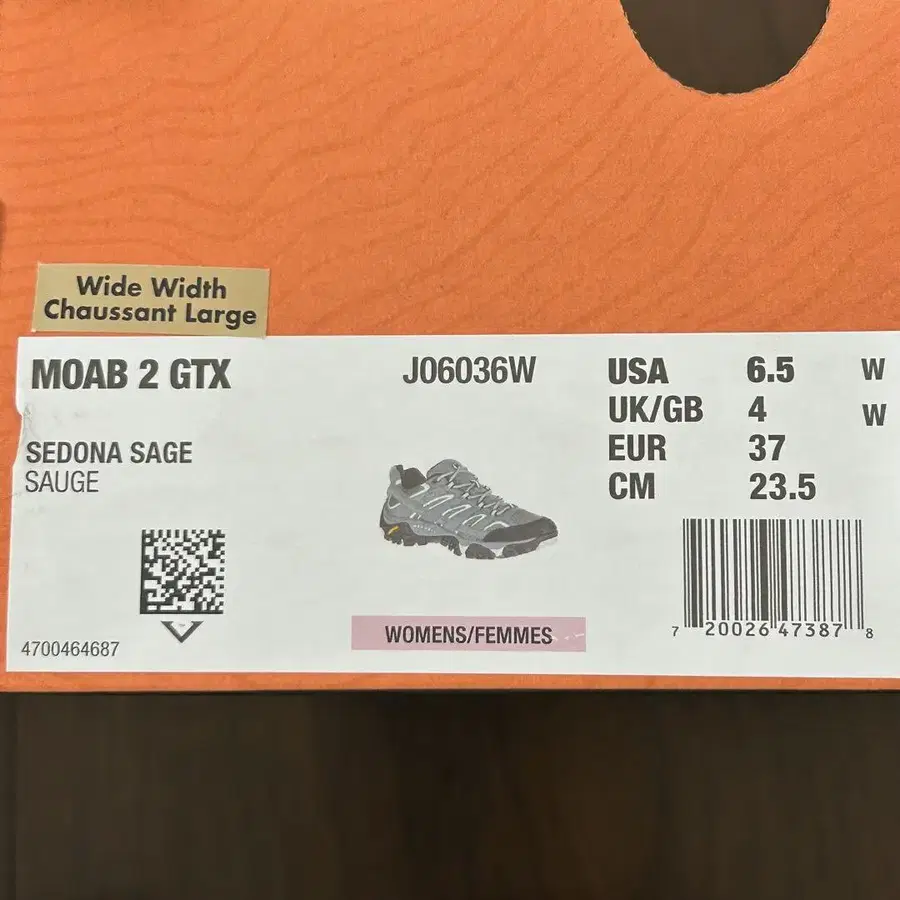 Wide Width
Chaussant Large
MOAB 2 GTX
J06036W
USA 6.5 W
UK/GB 4 W
EUR 37
CM 23.5
SEDONA SAGE
SAUGE
4700464687
WOMENS/FEMMES
7 20026 47387 8